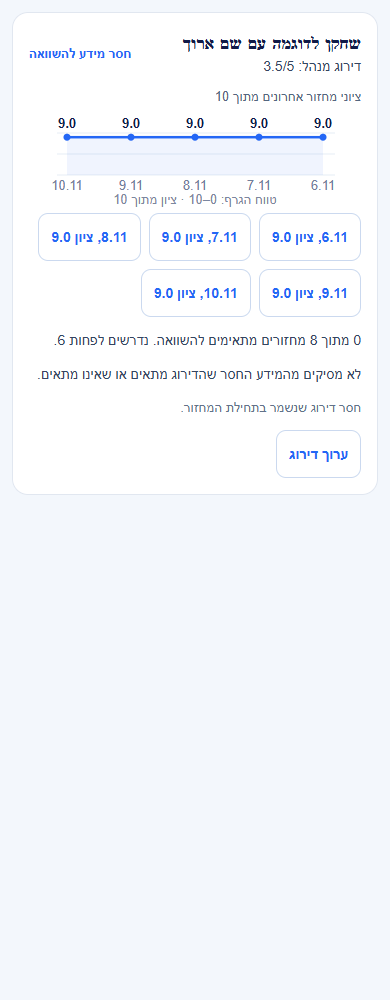 שחקן לדוגמה עם שם ארוך
חסר מידע להשוואה
דירוג מנהל: 3.5/5
ציוני מחזור אחרונים מתוך 10
9.0 9.0 9.0 9.0 9.0
6.11 7.11 8.11 9.11 10.11
טווח הגרף: 0–10 · ציון מתוך 10
6.11, ציון 9.0
7.11, ציון 9.0
8.11, ציון 9.0
9.11, ציון 9.0
10.11, ציון 9.0
0 מתוך 8 מחזורים מתאימים להשוואה. נדרשים לפחות 6.
לא מסיקים מהמידע החסר שהדירוג מתאים או שאינו מתאים.
חסר דירוג שנשמר בתחילת המחזור.
ערוך דירוג